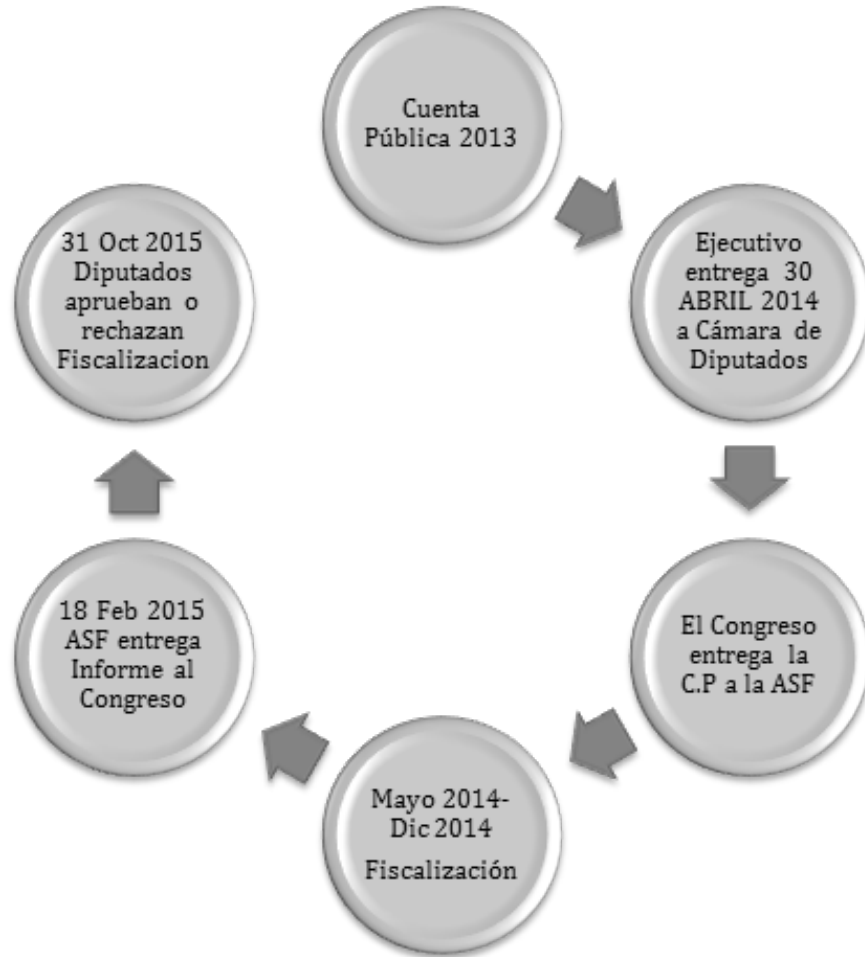 Cuenta
Pública 2013
Ejecutivo
entrega 30
ABRIL 2014
a Cámara de
Diputados
El Congreso
entrega la
C.P a la ASF
Mayo 2014-
Dic 2014
Fiscalización
18 Feb 2015
ASF entrega
Informe al
Congreso
31 Oct 2015
Diputados
aprueban o
rechazan
Fiscalizacion